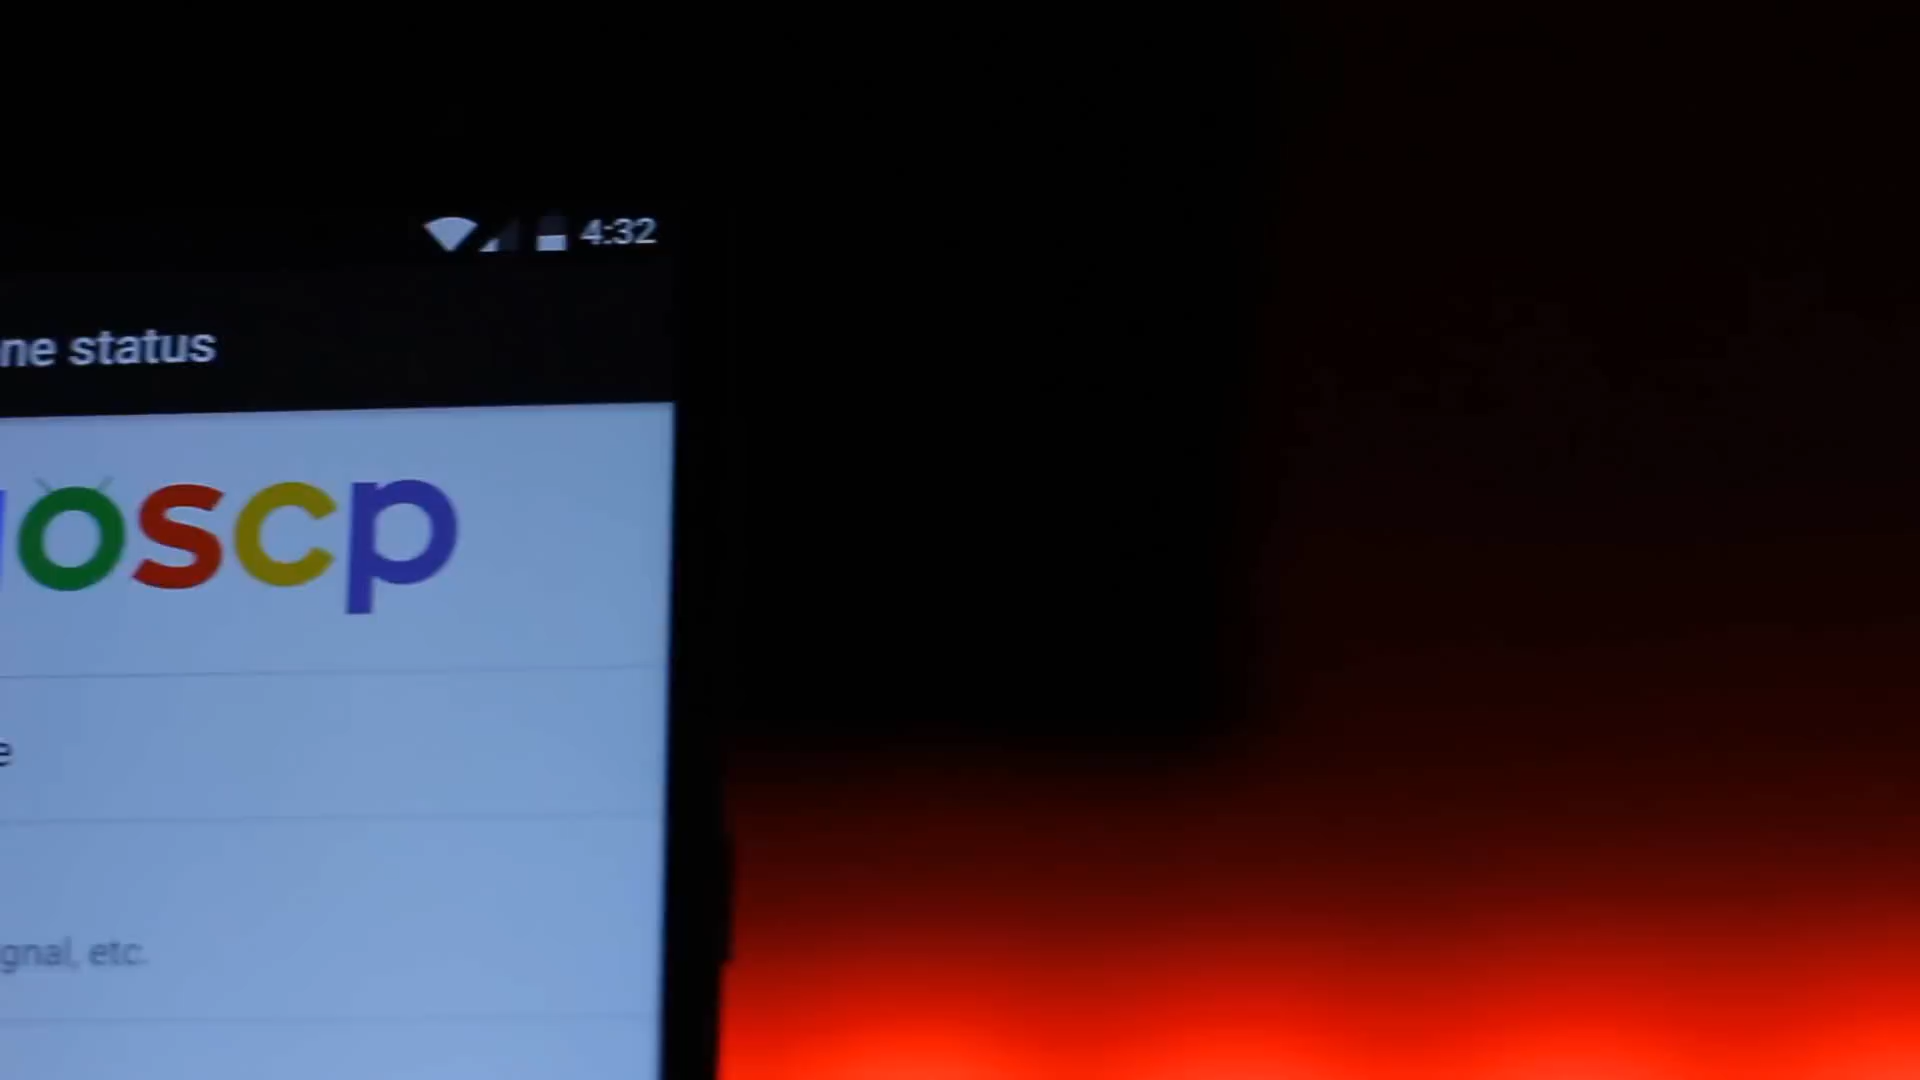 4:32
ne status
oscp
e
gnal, etc.